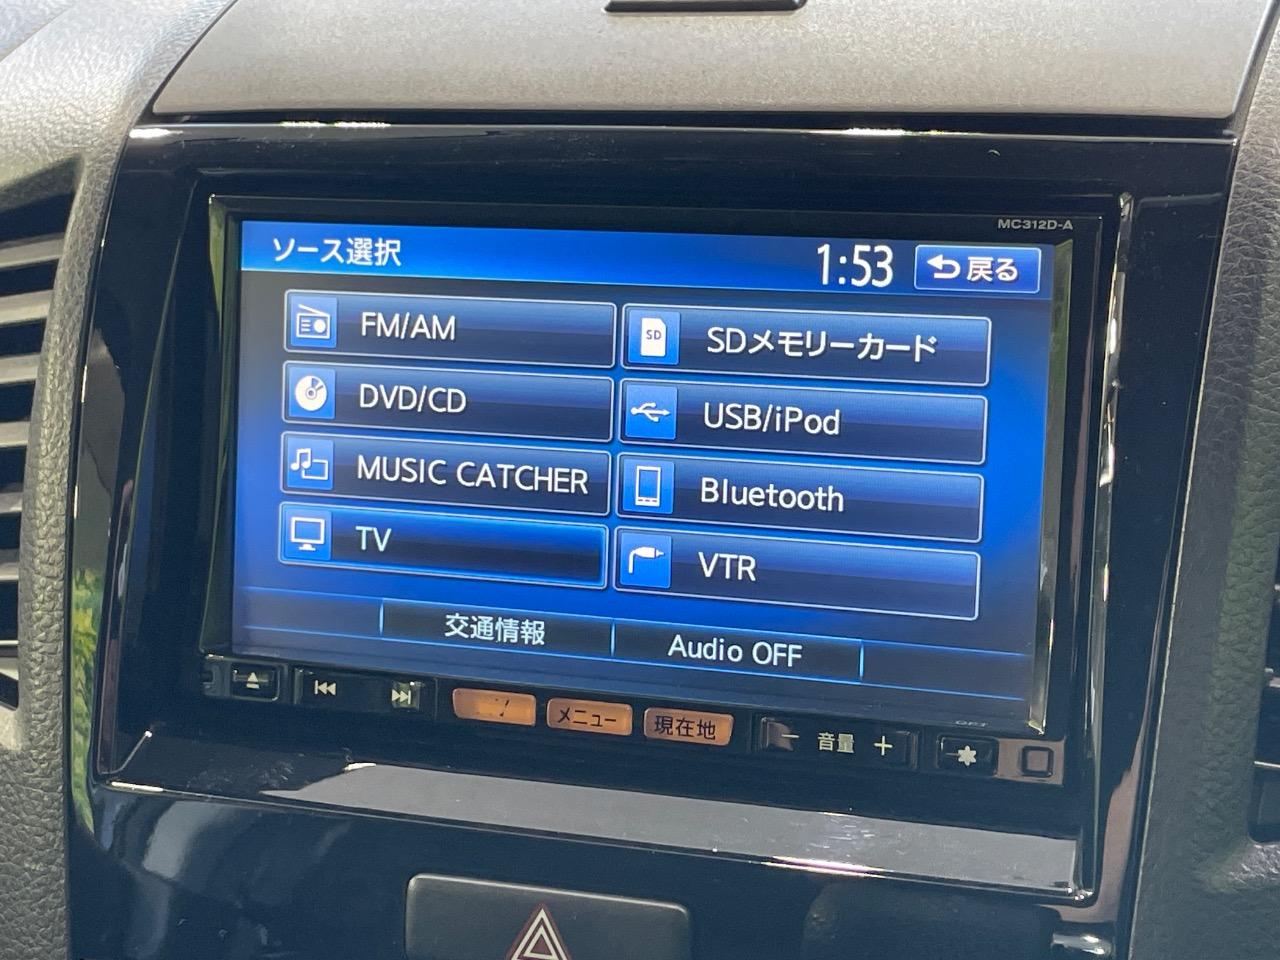 MC312D-A
ソース選択
1:53
戻る
FM/AM
SD
SDメモリーカード
DVD/CD
USB/iPod
MUSIC CATCHER
Bluetooth
TV
VTR
交通情報
Audio OFF
メニュー
現在地
− 音量 +